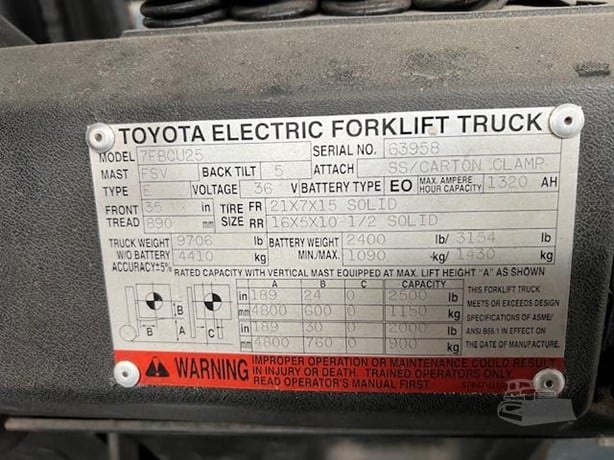 TOYOTA ELECTRIC FORKLIFT TRUCK
MODEL 7FBCU25 SERIAL NO. 63958
MAST FSV BACK TILT 5 ATTACH SS/CARTON CLAMP
TYPE E VOLTAGE 36 V BATTERY TYPE EO MAX. AMPERE HOUR CAPACITY 1320 AH
FRONT 35 in TIRE FR 21X7X15 SOLID
TREAD 890 mm SIZE RR 16X5X10-1/2 SOLID
TRUCK WEIGHT 9706 lb BATTERY WEIGHT 2400 lb/ 3154
W/O BATTERY 4410 kg MIN./MAX. 1090 kg/ 1430
ACCURACY±5% RATED CAPACITY WITH VERTICAL MAST EQUIPPED AT MAX. LIFT HEIGHT "A" AS SHOWN
A B C CAPACITY
in 189 24 0 2500 lb
mm 4800 600 0 1150 kg
in 189 30 0 2000 lb
mm 4800 760 0 900 kg
B A C
THIS FORKLIFT TRUCK
MEETS OR EXCEEDS DESIGN
SPECIFICATIONS OF ASME/
ANSI B56.1 IN EFFECT ON
THE DATE OF MANUFACTURE.
WARNING IMPROPER OPERATION OR MAINTENANCE COULD RESULT
IN INJURY OR DEATH. TRAINED OPERATORS ONLY.
READ OPERATOR'S MANUAL FIRST.